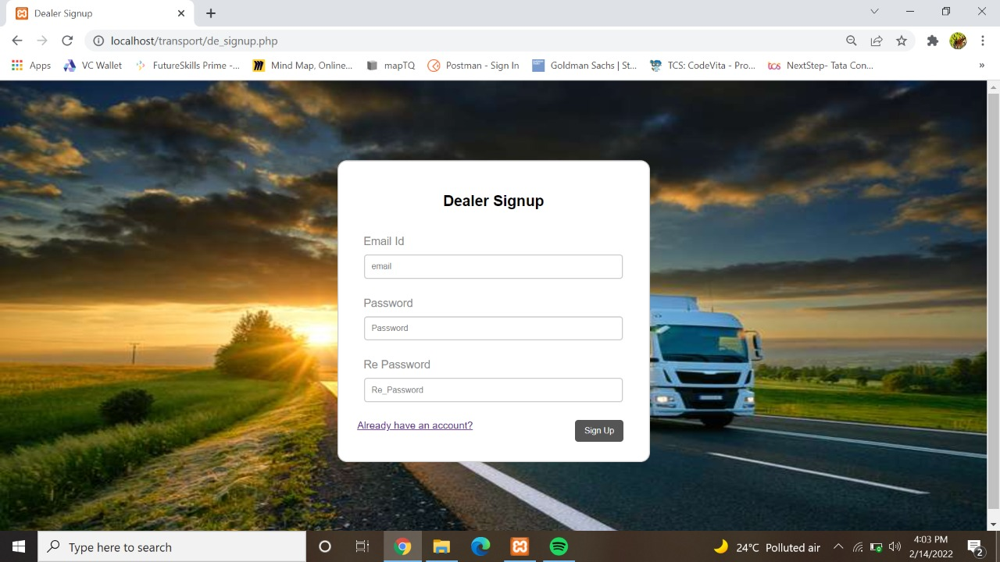 Dealer Signup
localhost/transport/de_signup.php
Apps VC Wallet FutureSkills Prime -... Mind Map, Online... mapTQ Postman - Sign In Goldman Sachs | St... TCS: CodeVita - Pro... tcs NextStep- Tata Con... »
Dealer Signup
Email Id
email
Password
Password
Re Password
Re_Password
Already have an account? Sign Up
Type here to search 24°C Polluted air 4:03 PM
2/14/2022 2